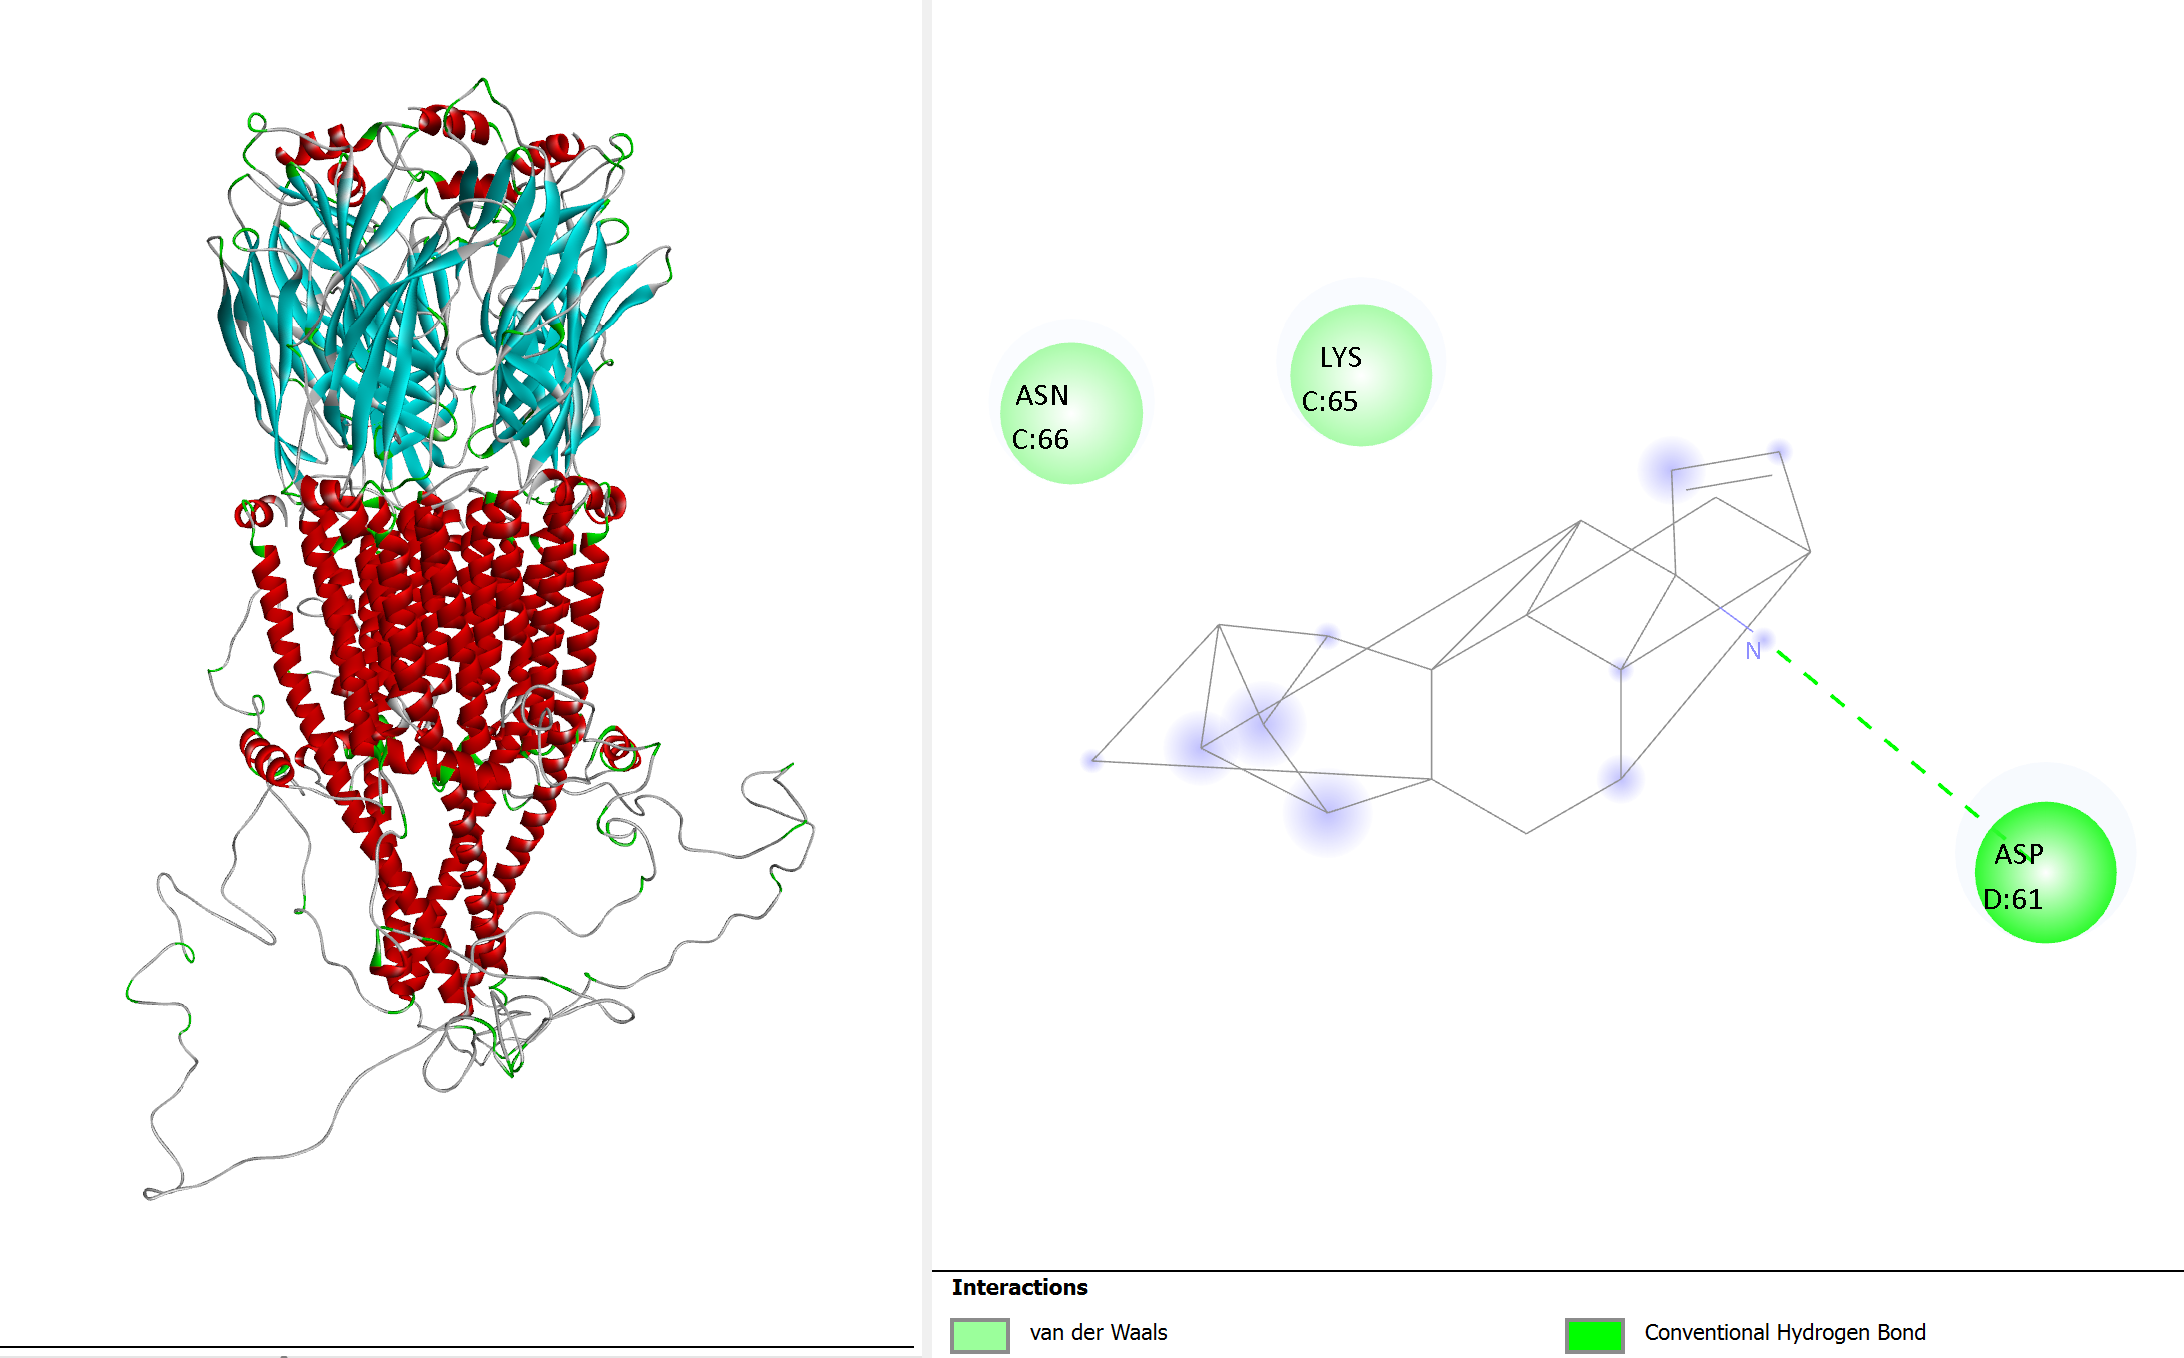 ASN
C:66
LYS
C:65
N
ASP
D:61
Interactions
van der Waals
Conventional Hydrogen Bond